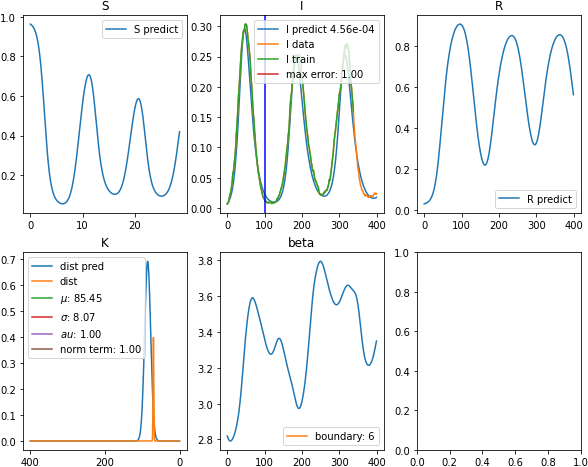 S
I
R
1.0
0.8
0.6
0.4
0.2
S predict
0 5 10 15 20
0.30
0.25
0.20
0.15
0.10
0.05
0.00
I predict 4.56e-04
I data
I train
max error: 1.00
0 100 200 300 400
0.8
0.6
0.4
0.2
0.0
R predict
0 100 200 300 400
K
beta
0.7
0.6
0.5
0.4
0.3
0.2
0.1
0.0
dist pred
dist
μ: 85.45
σ: 8.07
au: 1.00
norm term: 1.00
400 200 0
3.8
3.6
3.4
3.2
3.0
2.8
boundary: 6
0 100 200 300 400
1.0
0.8
0.6
0.4
0.2
0.0
0.0 0.2 0.4 0.6 0.8 1.0